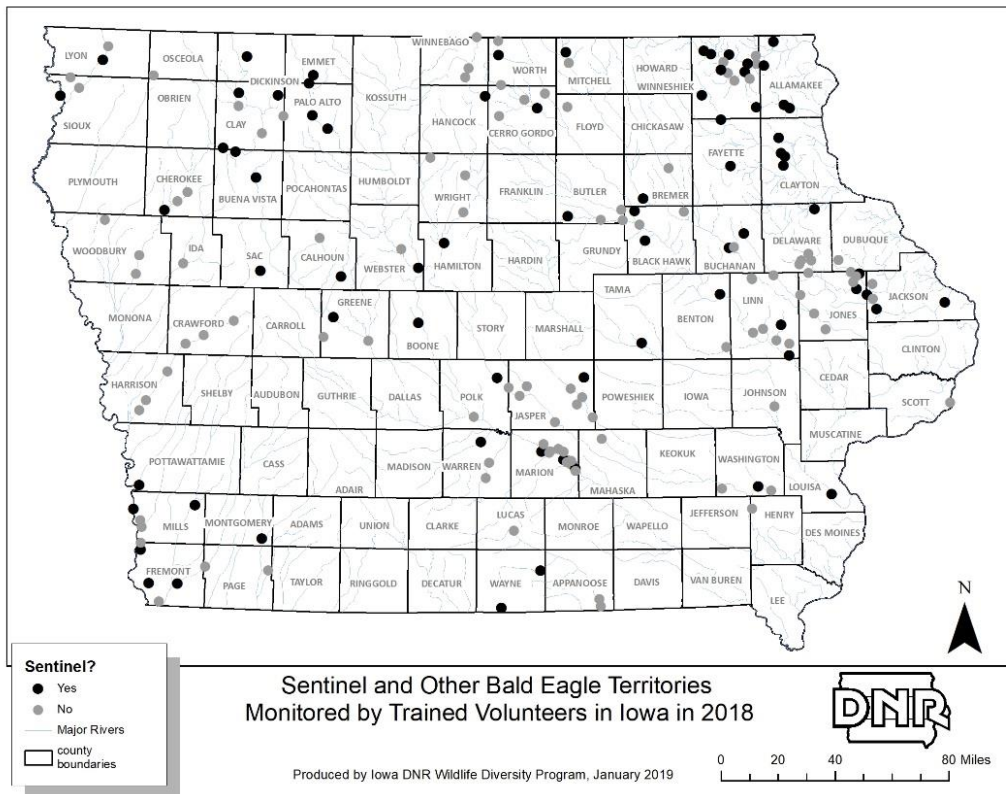 WINNEBAGO
LYON
OSCEOLA
EMMET
DICKINSON
WORTH
MITCHELL
HOWARD
WINNESHIEK
ALLAMAKEE
OBRIEN
PALO ALTO
KOSSUTH
SIOUX
CLAY
HANCOCK
CERRO GORDO
FLOYD
CHICKASAW
FAYETTE
CLAYTON
PLYMOUTH
CHEROKEE
BUENA VISTA
POCAHONTAS
HUMBOLDT
WRIGHT
FRANKLIN
BUTLER
BREMER
WOODBURY
IDA
SAC
CALHOUN
WEBSTER
HAMILTON
HARDIN
GRUNDY
BLACK HAWK
BUCHANAN
DELAWARE
DUBUQUE
TAMA
MONONA
CRAWFORD
CARROLL
GREENE
BOONE
STORY
MARSHALL
BENTON
LINN
JONES
JACKSON
CLINTON
HARRISON
SHELBY
AUDUBON
GUTHRIE
DALLAS
POLK
JASPER
POWESHIEK
IOWA
JOHNSON
CEDAR
SCOTT
MUSCATINE
POTTAWATTAMIE
CASS
ADAIR
MADISON
WARREN
MARION
MAHASKA
KEOKUK
WASHINGTON
LOUISA
MILLS
MONTGOMERY
ADAMS
UNION
CLARKE
LUCAS
MONROE
WAPELLO
JEFFERSON
HENRY
DES MOINES
FREMONT
PAGE
TAYLOR
RINGGOLD
DECATUR
WAYNE
APPANOOSE
DAVIS
VAN BUREN
LEE
N
Sentinel?
Yes
No
Major Rivers
county
boundaries
Sentinel and Other Bald Eagle Territories
Monitored by Trained Volunteers in Iowa in 2018
Produced by Iowa DNR Wildlife Diversity Program, January 2019
DNR
0 20 40 80 Miles